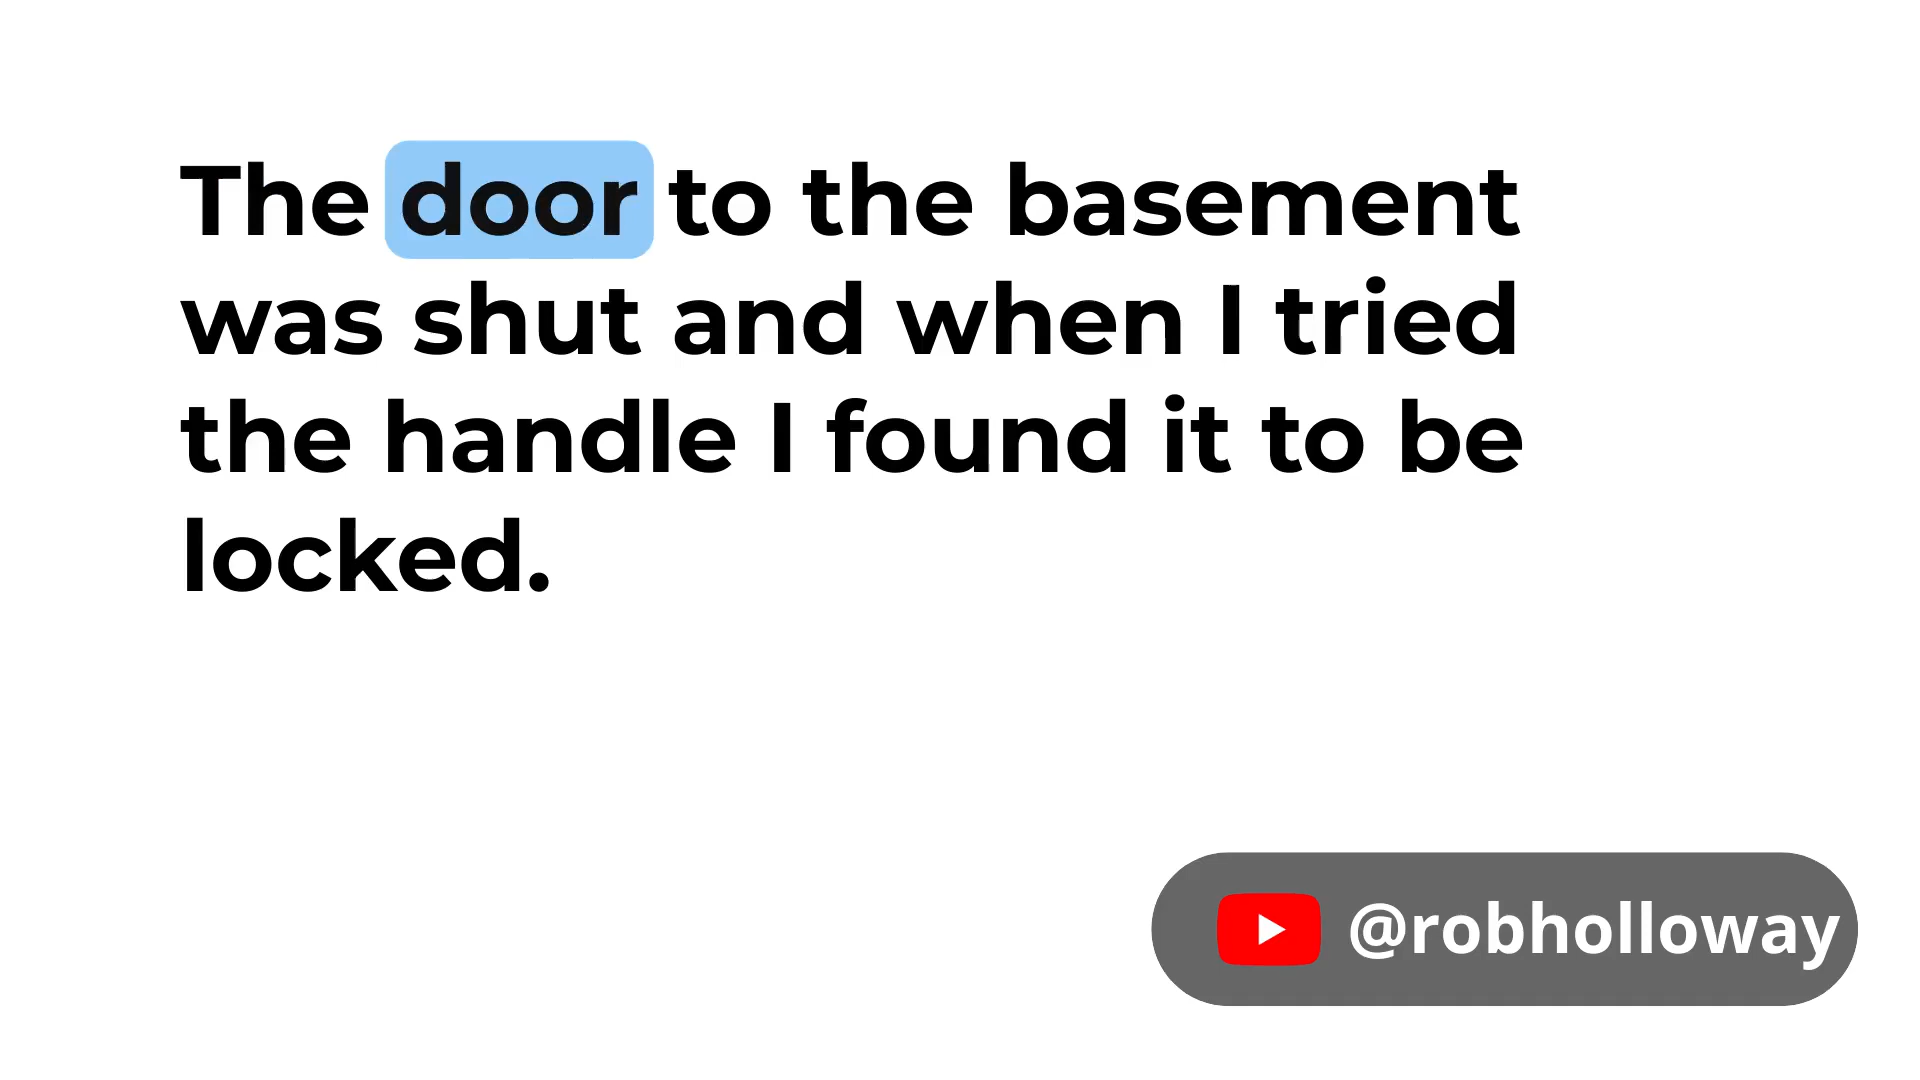 The door to the basement
was shut and when I tried
the handle I found it to be
locked.
@robholloway